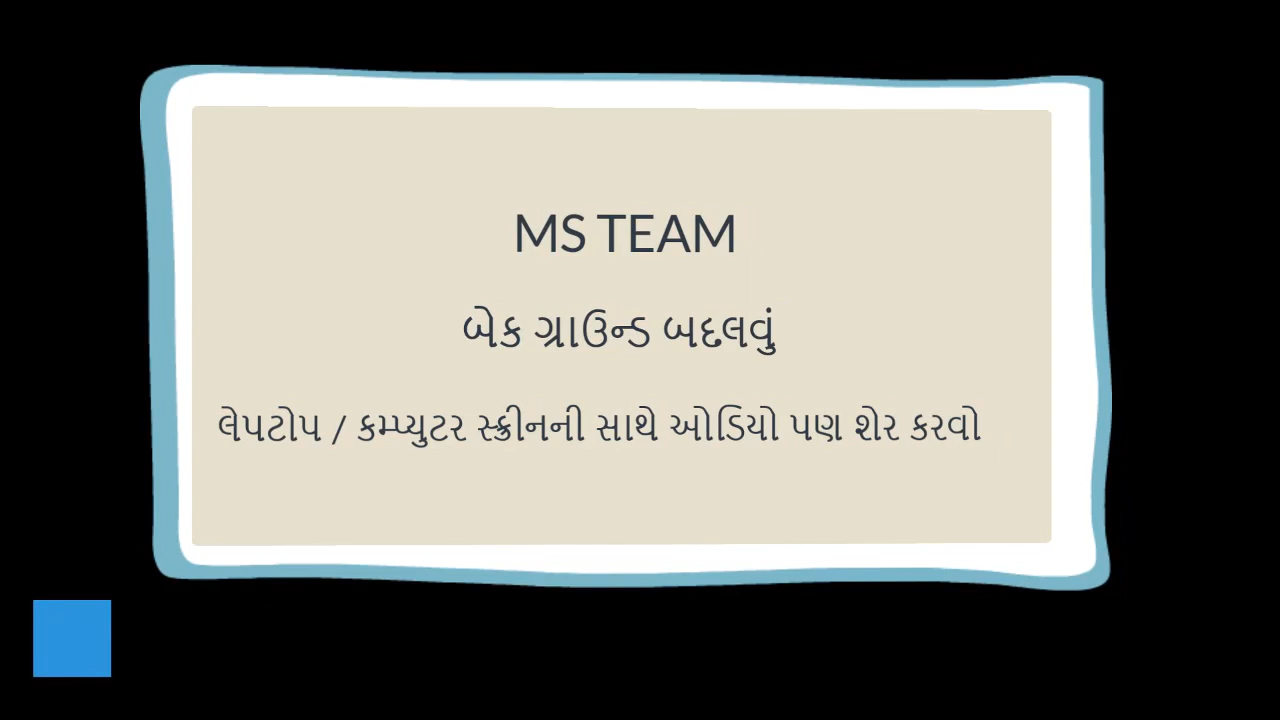 MS TEAM
બેક ગ્રાઉન્ડ બદલવું
લેપટોપ / કમ્પ્યુટર સ્ક્રીનની સાથે ઓડિયો પણ શેર કરવો